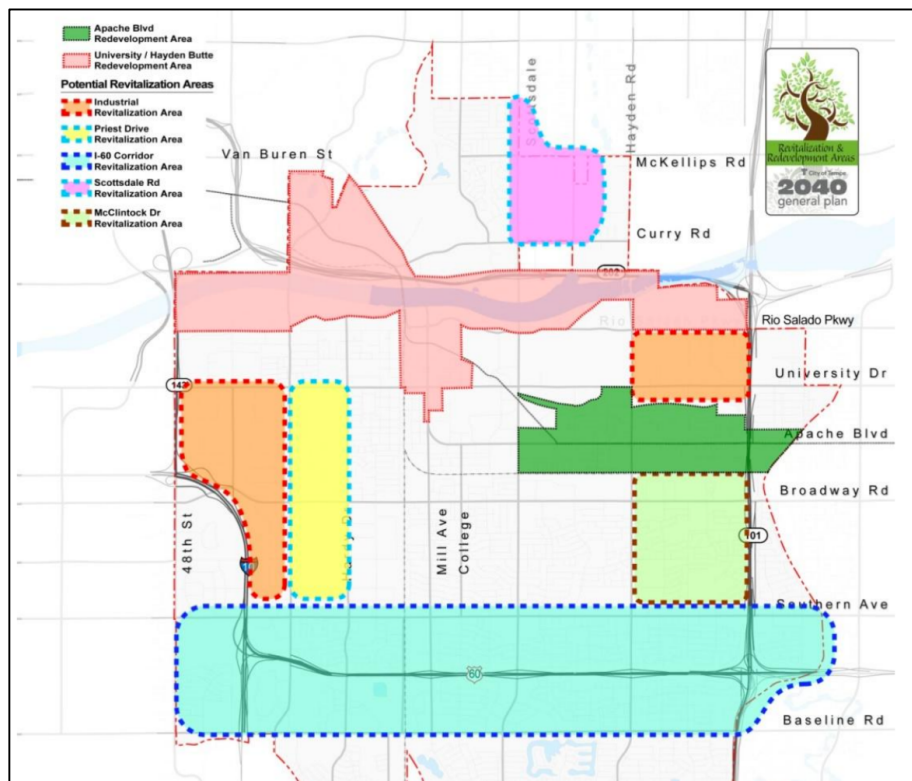 Apache Blvd
Redevelopment Area
University / Hayden Butte
Redevelopment Area
Potential Revitalization Areas
Industrial
Revitalization Area
Priest Drive
Revitalization Area
I-60 Corridor
Revitalization Area
Scottsdale Rd
Revitalization Area
McClintock Dr
Revitalization Area
Revitalization &
Redevelopment Areas
City of Tempe
2040
general plan
Van Buren St
Scottsdale
Hayden Rd
McKellips Rd
Curry Rd
202
Rio Salado Pkwy
University Dr
143
Apache Blvd
Broadway Rd
48th St
Mill Ave
College
101
10
Southern Ave
60
Baseline Rd